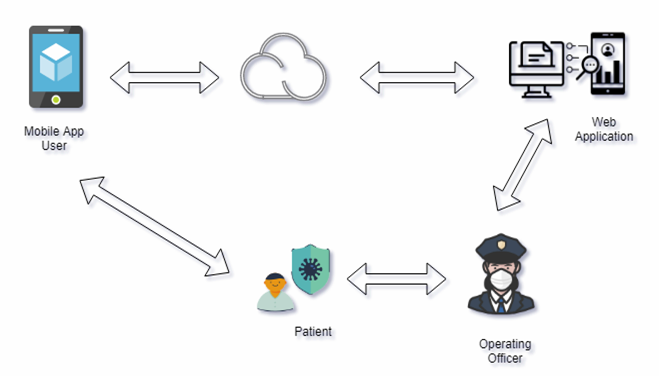 Mobile App
User
Web
Application
Patient
Operating
Officer